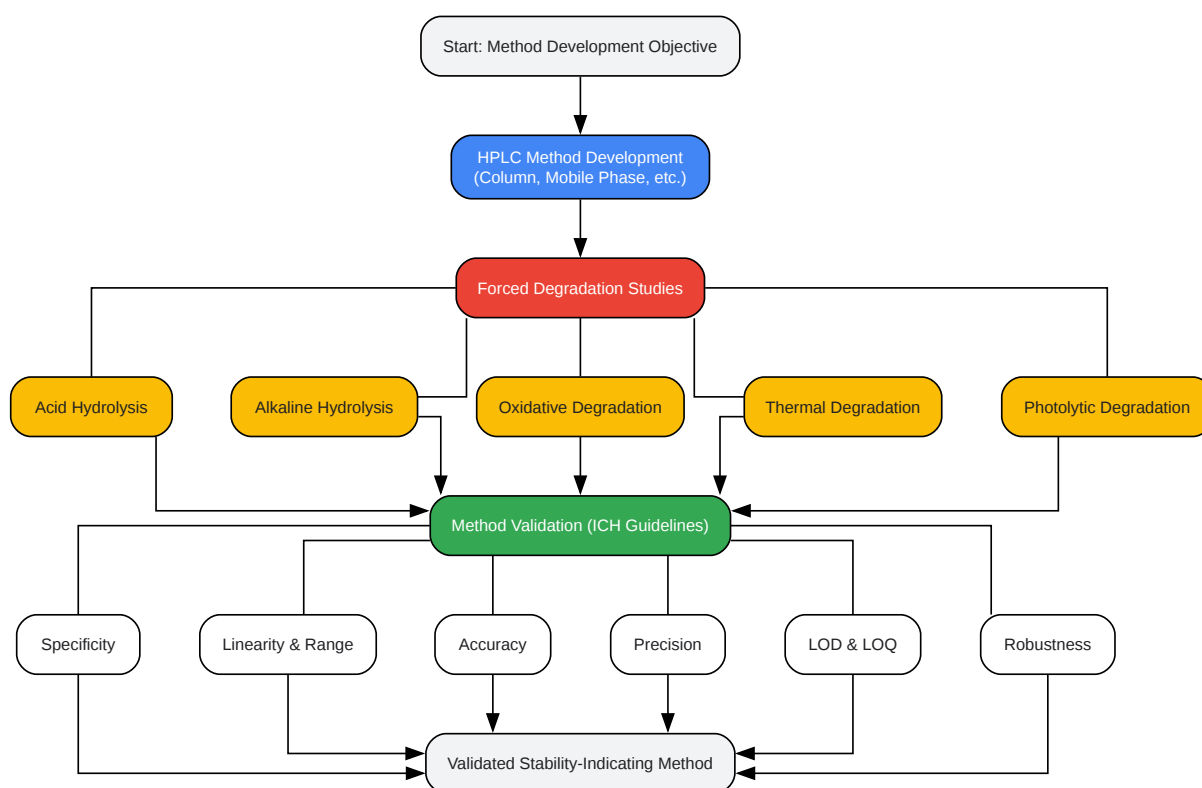 Start: Method Development Objective
HPLC Method Development
(Column, Mobile Phase, etc.)
Forced Degradation Studies
Acid Hydrolysis
Alkaline Hydrolysis
Oxidative Degradation
Thermal Degradation
Photolytic Degradation
Method Validation (ICH Guidelines)
Specificity
Linearity & Range
Accuracy
Precision
LOD & LOQ
Robustness
Validated Stability-Indicating Method